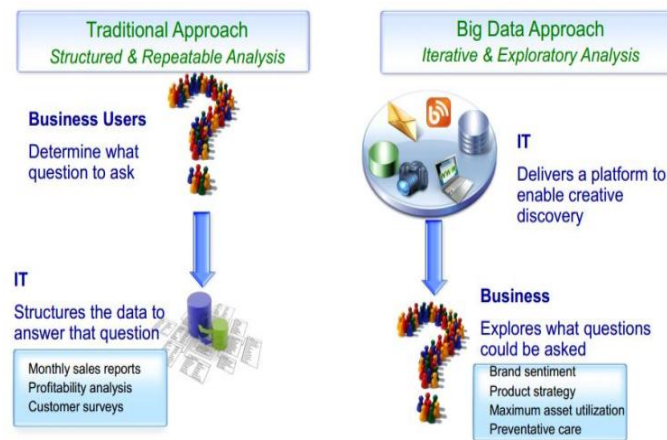 Traditional Approach
Structured & Repeatable Analysis
Business Users
Determine what
question to ask
IT
Structures the data to
answer that question
Monthly sales reports
Profitability analysis
Customer surveys
Big Data Approach
Iterative & Exploratory Analysis
IT
Delivers a platform to
enable creative
discovery
Business
Explores what questions
could be asked
Brand sentiment
Product strategy
Maximum asset utilization
Preventative care